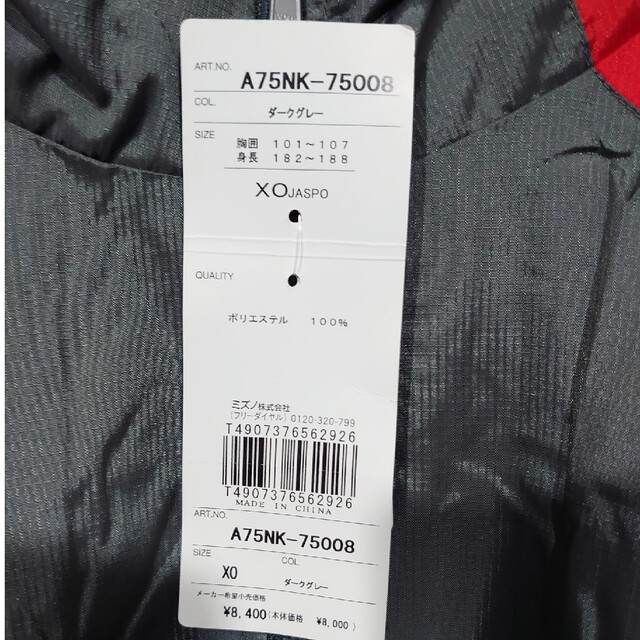 ART.NO.
A75NK-75008
COL.
ダークグレー
SIZE
胸囲 101～107
身長 182～188
XO JASPO
QUALITY
ポリエステル 100%
ミズノ株式会社
(フリーダイヤル) 0120-320-799
T4907376562926
T4907376562926
MADE IN CHINA
ART.NO.
A75NK-75008
SIZE COL.
XO ダークグレー
メーカー希望小売価格
¥8,400(本体価格 ¥8,000)